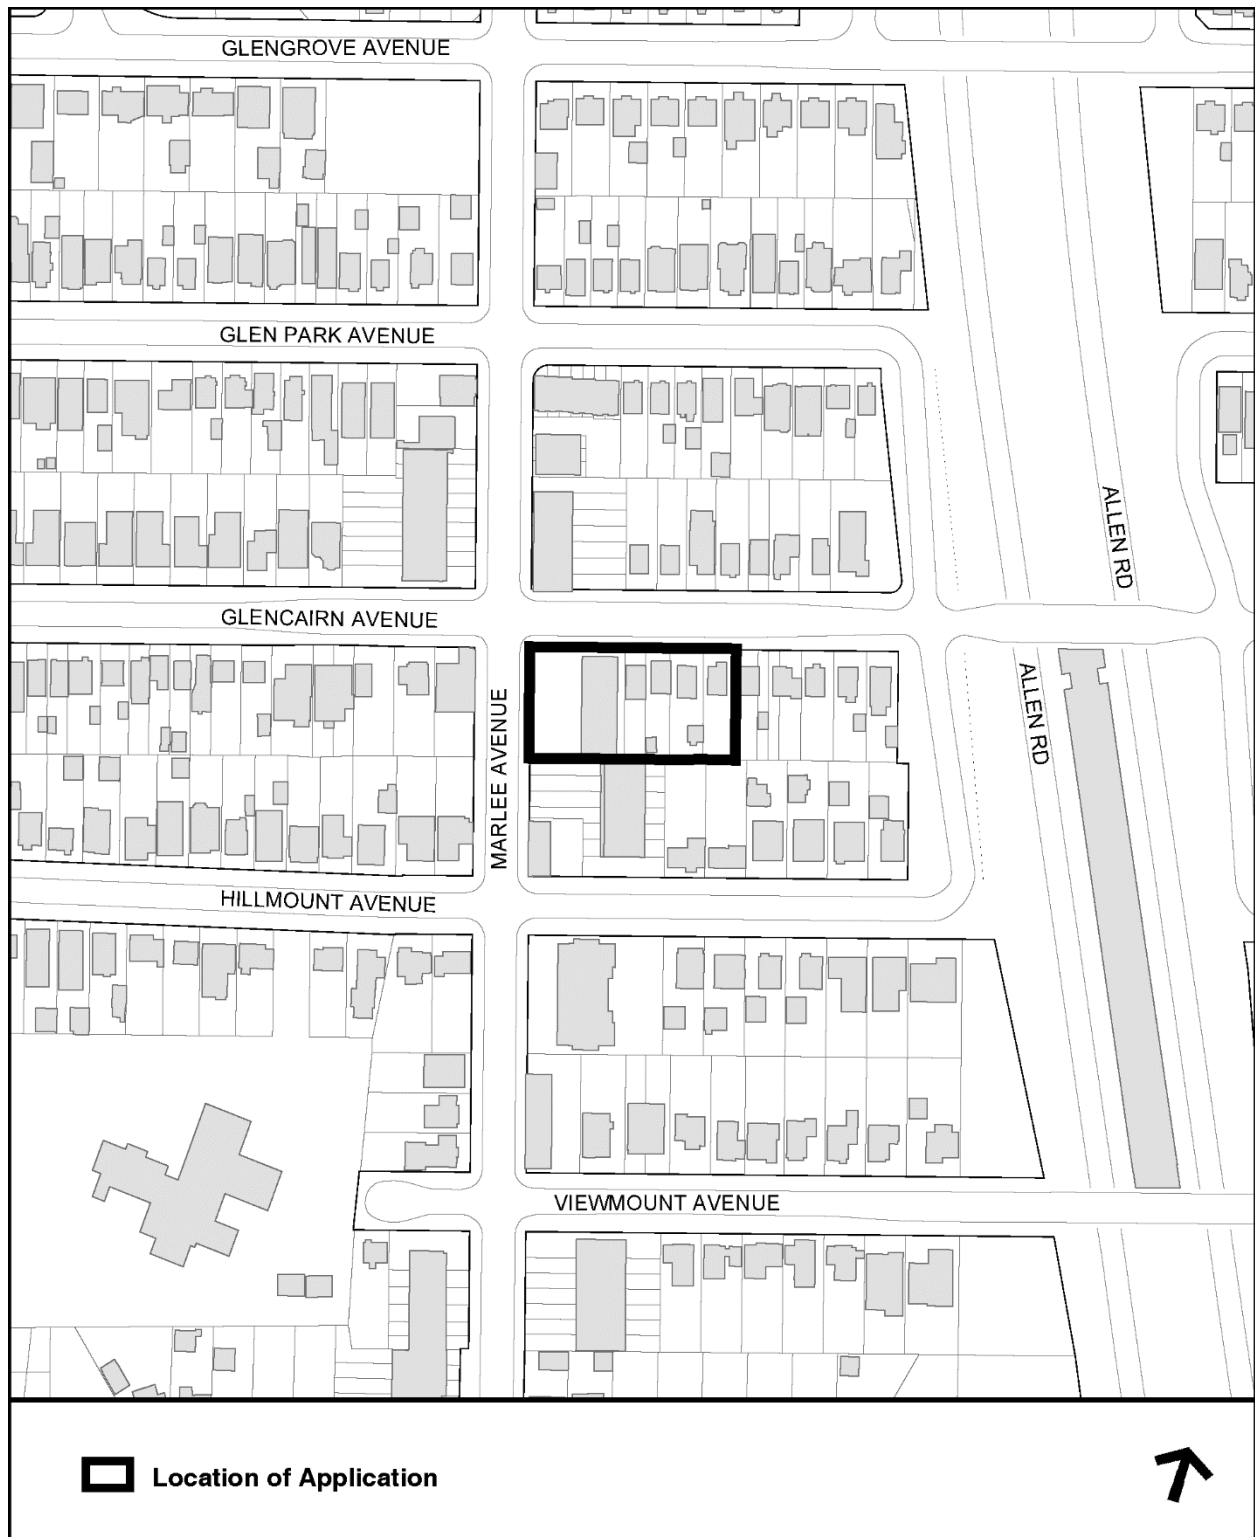 GLENGROVE AVENUE
GLEN PARK AVENUE
ALLEN RD
GLENCAIRN AVENUE
ALLEN RD
MARLEE AVENUE
HILLMOUNT AVENUE
VIEWMOUNT AVENUE
Location of Application